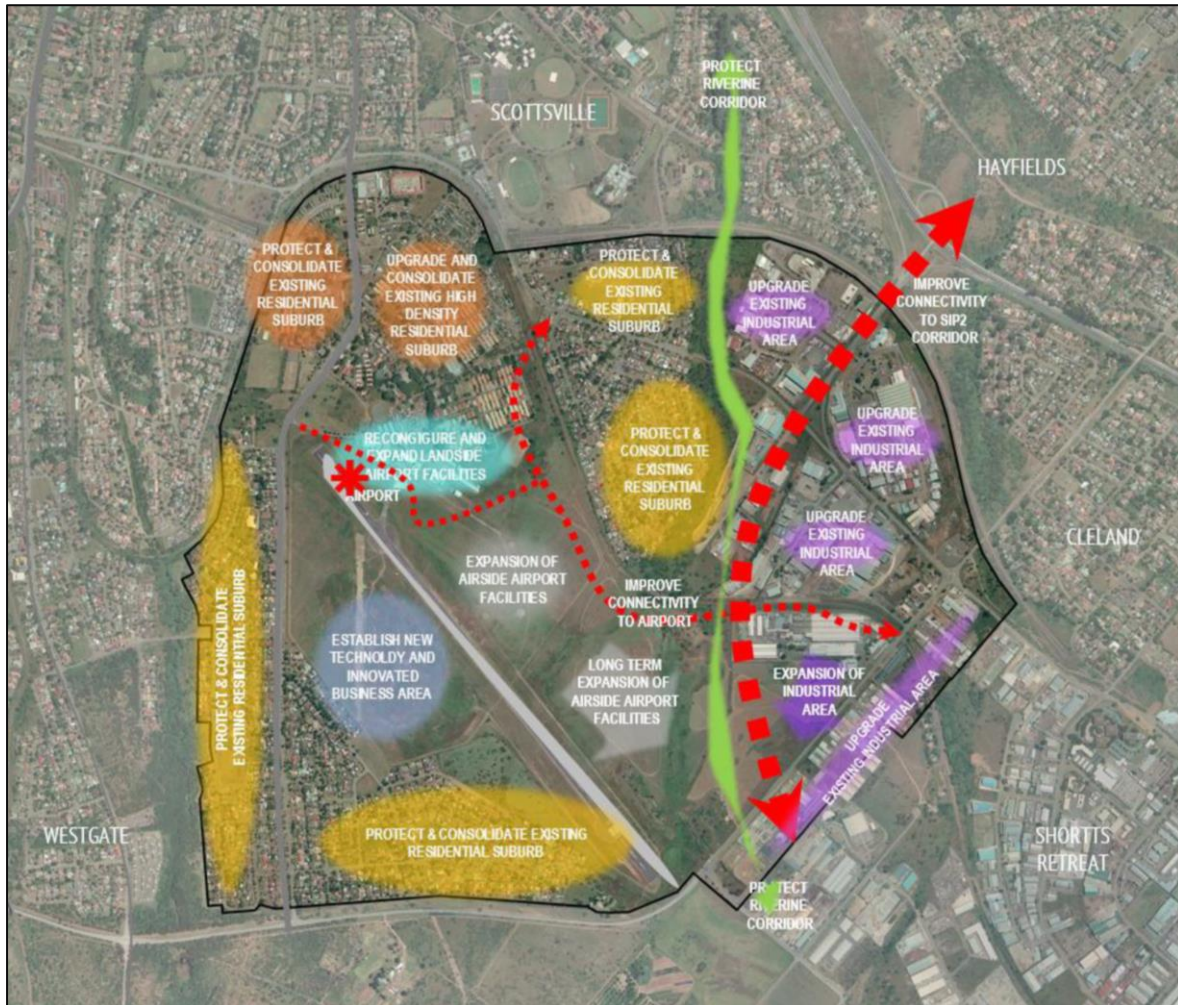 PROTECT
RIVERINE
CORRIDOR
SCOTTSVILLE
HAYFIELDS
PROTECT &
CONSOLIDATE
EXISTING
RESIDENTIAL
SUBURB
UPGRADE AND
CONSOLIDATE
EXISTING HIGH
DENSITY
RESIDENTIAL
SUBURB
PROTECT &
CONSOLIDATE
EXISTING
RESIDENTIAL
SUBURB
UPGRADE
EXISTING
INDUSTRIAL
AREA
IMPROVE
CONNECTIVITY
TO SIP2
CORRIDOR
RECONGIGURE AND
EXPAND LANDSIDE
AIRPORT FACILITES
AIRPORT
PROTECT &
CONSOLIDATE
EXISTING
RESIDENTIAL
SUBURB
UPGRADE
EXISTING
INDUSTRIAL
AREA
UPGRADE
EXISTING
INDUSTRIAL
AREA
CLELAND
EXPANSION OF
AIRSIDE AIRPORT
FACILITIES
IMPROVE
CONNECTIVITY
TO AIRPORT
PROTECT & CONSOLIDATE
EXISTING RESIDENTIAL SUBURB
ESTABLISH NEW
TECHNOLDY AND
INNOVATED
BUSINESS AREA
LONG TERM
EXPANSION OF
AIRSIDE AIRPORT
FACILITIES
EXPANSION OF
INDUSTRIAL
AREA
UPGRADE
EXISTING INDUSTRIAL AREA
WESTGATE
PROTECT & CONSOLIDATE EXISTING
RESIDENTIAL SUBURB
SHORTTS
RETREAT
PROTECT
RIVERINE
CORRIDOR